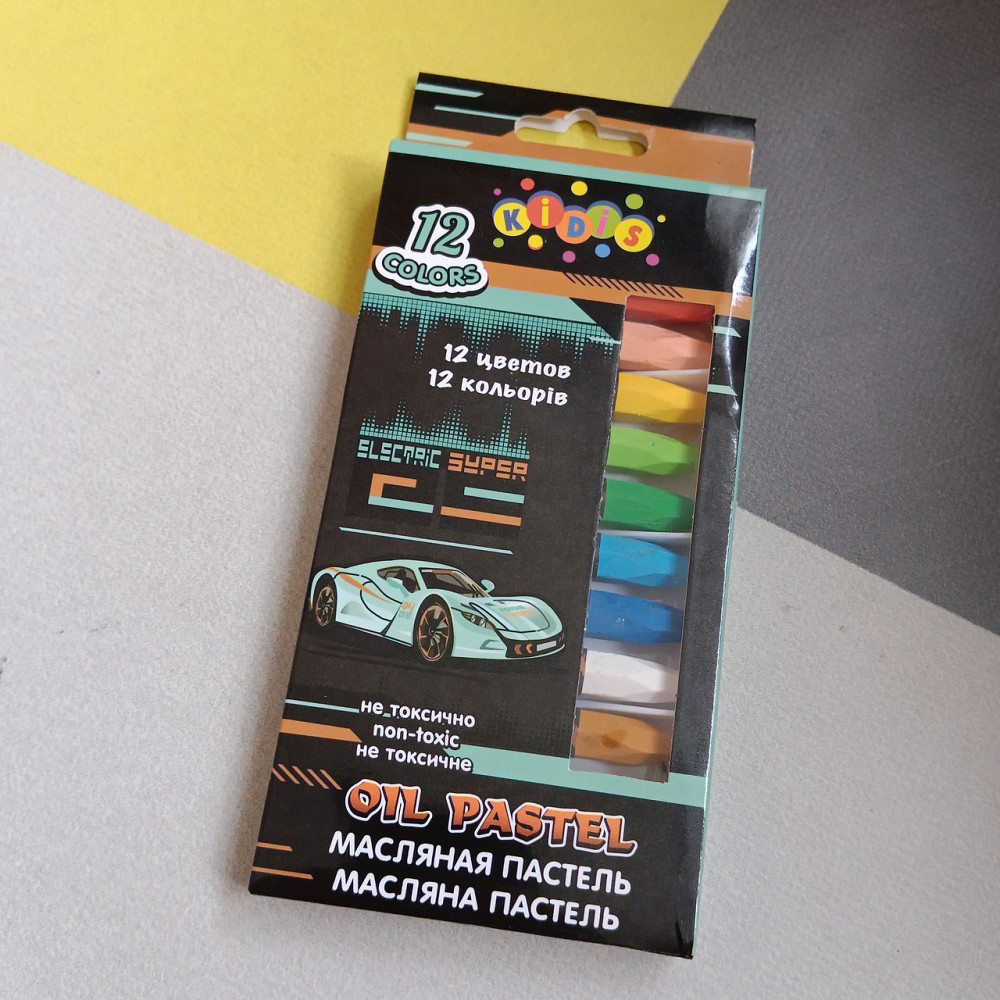 KiDiS
12
COLORS
12 цветов
12 кольорів
ELECTRIC SUPER
не токсично
non-toxic
не токсичне
OIL PASTEL
МАСЛЯНАЯ ПАСТЕЛЬ
МАСЛЯНА ПАСТЕЛЬ